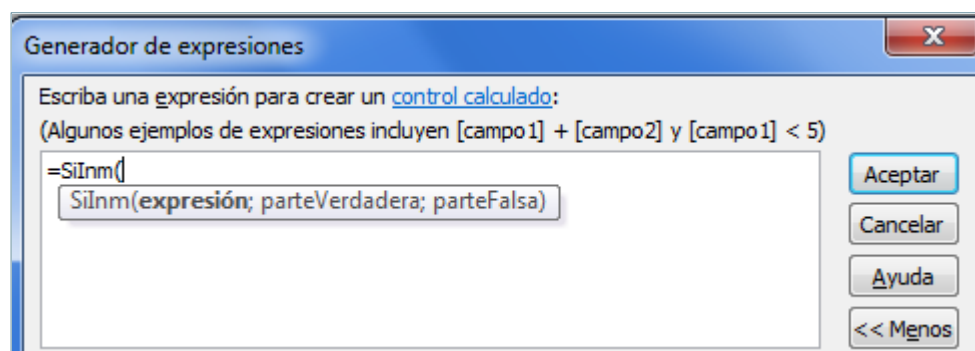 Generador de expresiones
Escriba una expresión para crear un control calculado:
(Algunos ejemplos de expresiones incluyen [campo1] + [campo2] y [campo1] < 5)
=SiInm(
SiInm(expresión; parteVerdadera; parteFalsa)
Aceptar
Cancelar
Ayuda
<< Menos